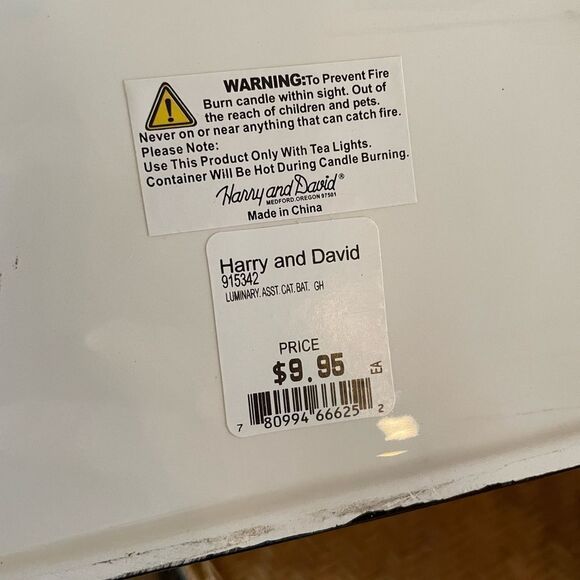 WARNING:To Prevent Fire
Burn candle within sight. Out of
the reach of children and pets.
Never on or near anything that can catch fire.
Please Note:
Use This Product Only With Tea Lights.
Container Will Be Hot During Candle Burning.
Harry and David®
MEDFORD.OREGON 97501
Made in China
Harry and David
915342
LUMINARY. ASST. CAT. BAT. GH
PRICE
$9.95 EA
7 80994 66625 2